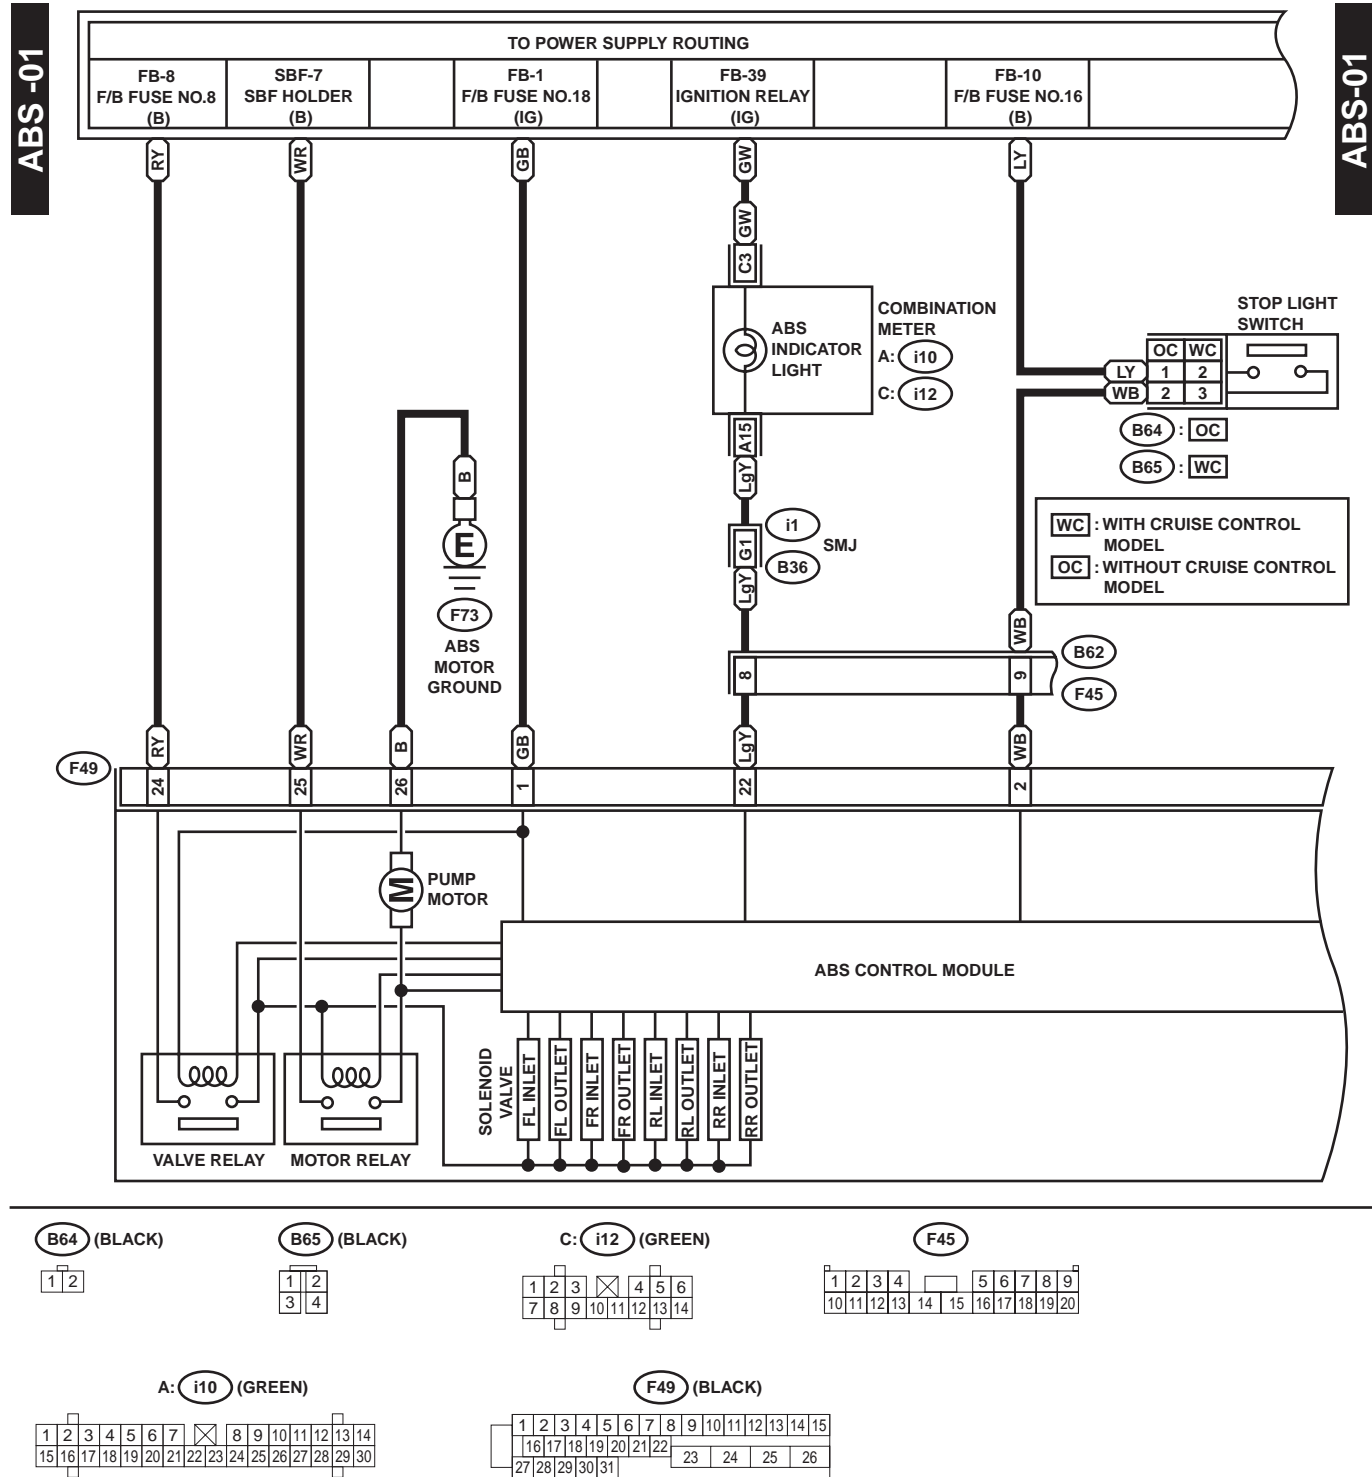 ABS -01
ABS-01
TO POWER SUPPLY ROUTING
FB-8
F/B FUSE NO.8
(B)
SBF-7
SBF HOLDER
(B)
FB-1
F/B FUSE NO.18
(IG)
FB-39
IGNITION RELAY
(IG)
FB-10
F/B FUSE NO.16
(B)
RY
WR
GB
GW
LY
GW
C3
ABS
INDICATOR
LIGHT
COMBINATION
METER
A: i10
C: i12
A15
LgY
G1
LgY
i1
SMJ
B36
STOP LIGHT
SWITCH
OC WC
LY 1 2
WB 2 3
B64 : OC
B65 : WC
WC : WITH CRUISE CONTROL
MODEL
OC : WITHOUT CRUISE CONTROL
MODEL
B
E
F73
ABS
MOTOR
GROUND
WB
B62
8 9
F45
RY WR B GB LgY WB
F49
24 25 26 1 22 2
M
PUMP
MOTOR
ABS CONTROL MODULE
SOLENOID
VALVE
FL INLET
FL OUTLET
FR INLET
FR OUTLET
RL INLET
RL OUTLET
RR INLET
RR OUTLET
VALVE RELAY
MOTOR RELAY
B64 (BLACK)
1 2
B65 (BLACK)
1 2
3 4
C: i12 (GREEN)
1 2 3 4 5 6
7 8 9 10 11 12 13 14
F45
1 2 3 4 5 6 7 8 9
10 11 12 13 14 15 16 17 18 19 20
A: i10 (GREEN)
1 2 3 4 5 6 7 8 9 10 11 12 13 14
15 16 17 18 19 20 21 22 23 24 25 26 27 28 29 30
F49 (BLACK)
1 2 3 4 5 6 7 8 9 10 11 12 13 14 15
16 17 18 19 20 21 22 23 24 25 26
27 28 29 30 31